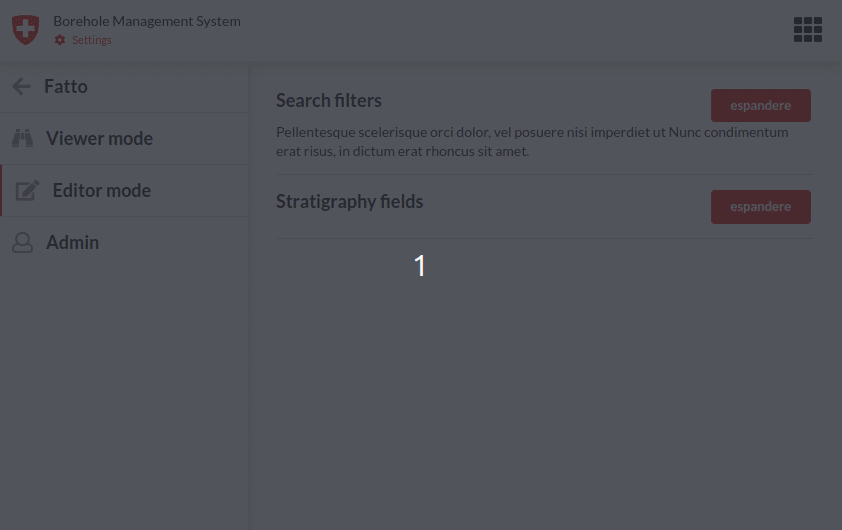 Borehole Management System
Settings
Fatto
Viewer mode
Editor mode
Admin
Search filters
espandere
Pellentesque scelerisque orci dolor, vel posuere nisi imperdiet ut Nunc condimentum
erat risus, in dictum erat rhoncus sit amet.
Stratigraphy fields
espandere
1